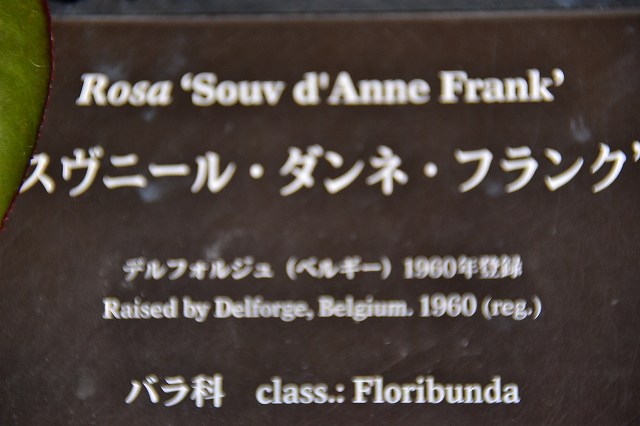 Rosa ‘Souv d'Anne Frank’
スヴニール・ダンネ・フランク’
デルフォルジュ（ベルギー）1960年登録
Raised by Delforge, Belgium. 1960 (reg.)
バラ科 class.: Floribunda